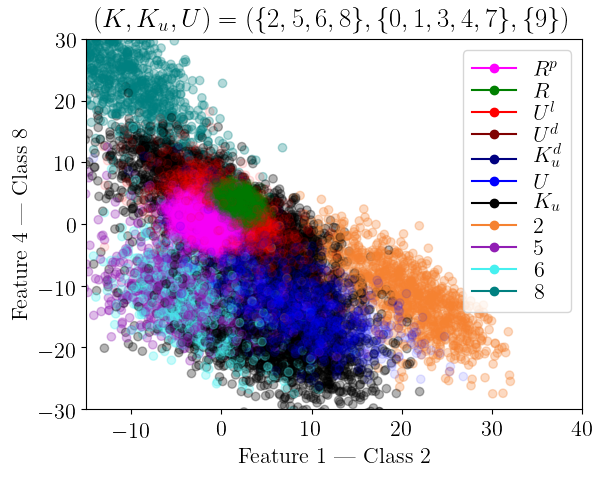 (K, K_u, U) = ({2, 5, 6, 8}, {0, 1, 3, 4, 7}, {9})
30
20
10
0
−10
−20
−30
Feature 4 — Class 8
R^p
R
U^l
U^d
K_u^d
U
K_u
2
5
6
8
−10
0
10
20
30
40
Feature 1 — Class 2